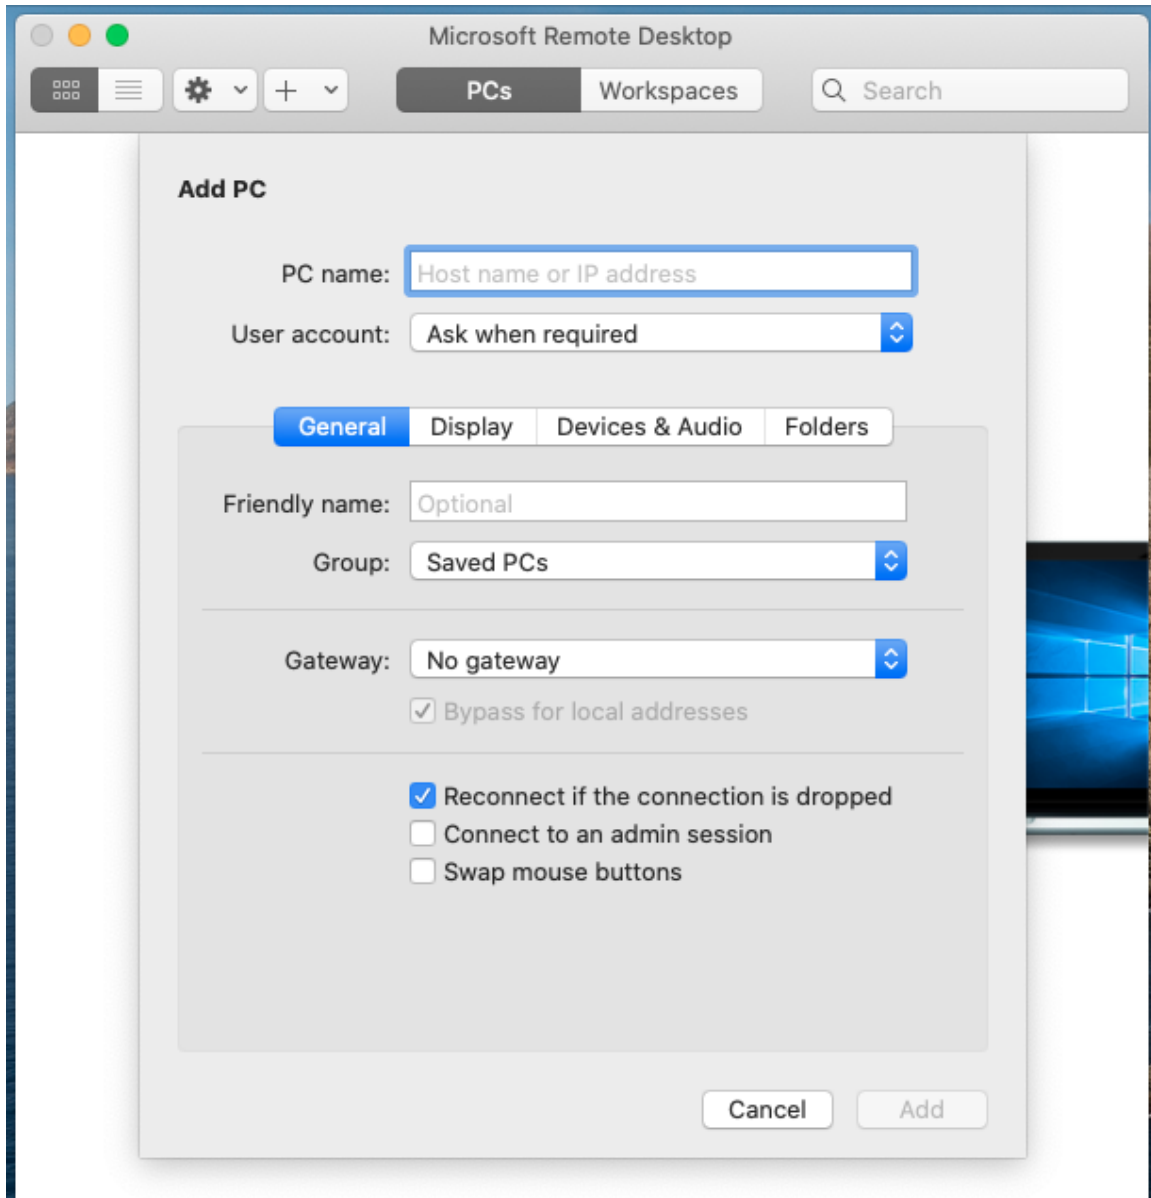 Microsoft Remote Desktop
PCs Workspaces Search
Add PC
PC name: Host name or IP address
User account: Ask when required
General Display Devices & Audio Folders
Friendly name: Optional
Group: Saved PCs
Gateway: No gateway
Bypass for local addresses
Reconnect if the connection is dropped
Connect to an admin session
Swap mouse buttons
Cancel Add